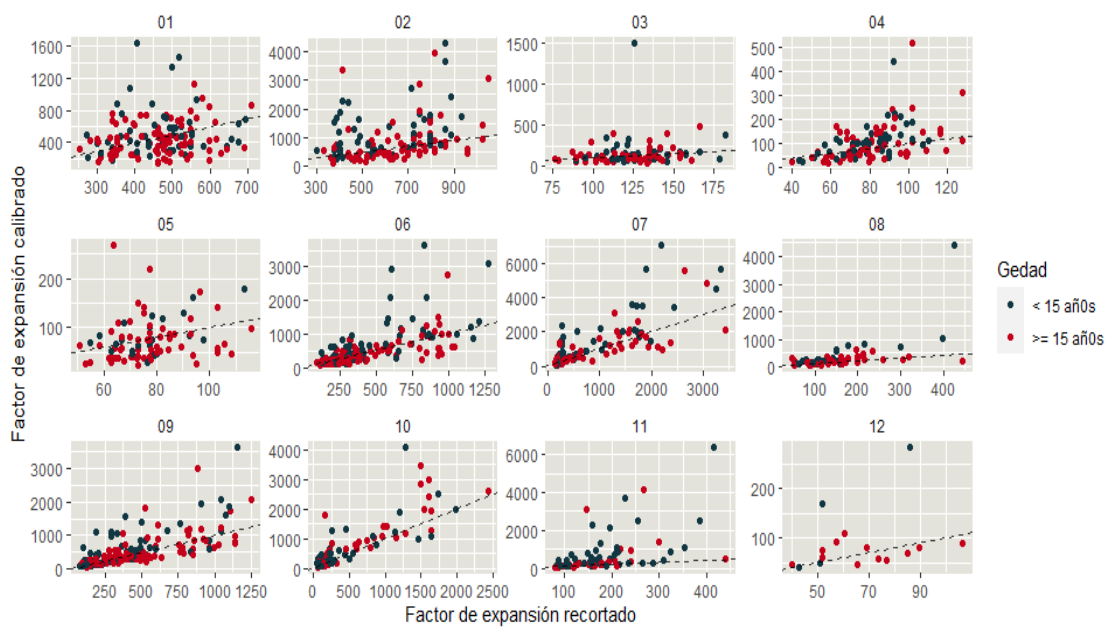 01 02 03 04
1600 1200 800 400
4000 3000 2000 1000 0
1500 1000 500 0
500 400 300 200 100 0
300 400 500 600 700
300 500 700 900
75 100 125 150 175
40 60 80 100 120
05 06 07 08
200 100
3000 2000 1000 0
6000 4000 2000 0
4000 3000 2000 1000 0
60 80 100
250 500 750 1000 1250
0 1000 2000 3000
100 200 300 400
09 10 11 12
3000 2000 1000 0
4000 3000 2000 1000 0
6000 4000 2000 0
200 100
250 500 750 1000 1250
0 500 1000 1500 2000 2500
100 200 300 400
50 70 90
Factor de expansión calibrado
Factor de expansión recortado
Gedad
< 15 añ0s
>= 15 añ0s